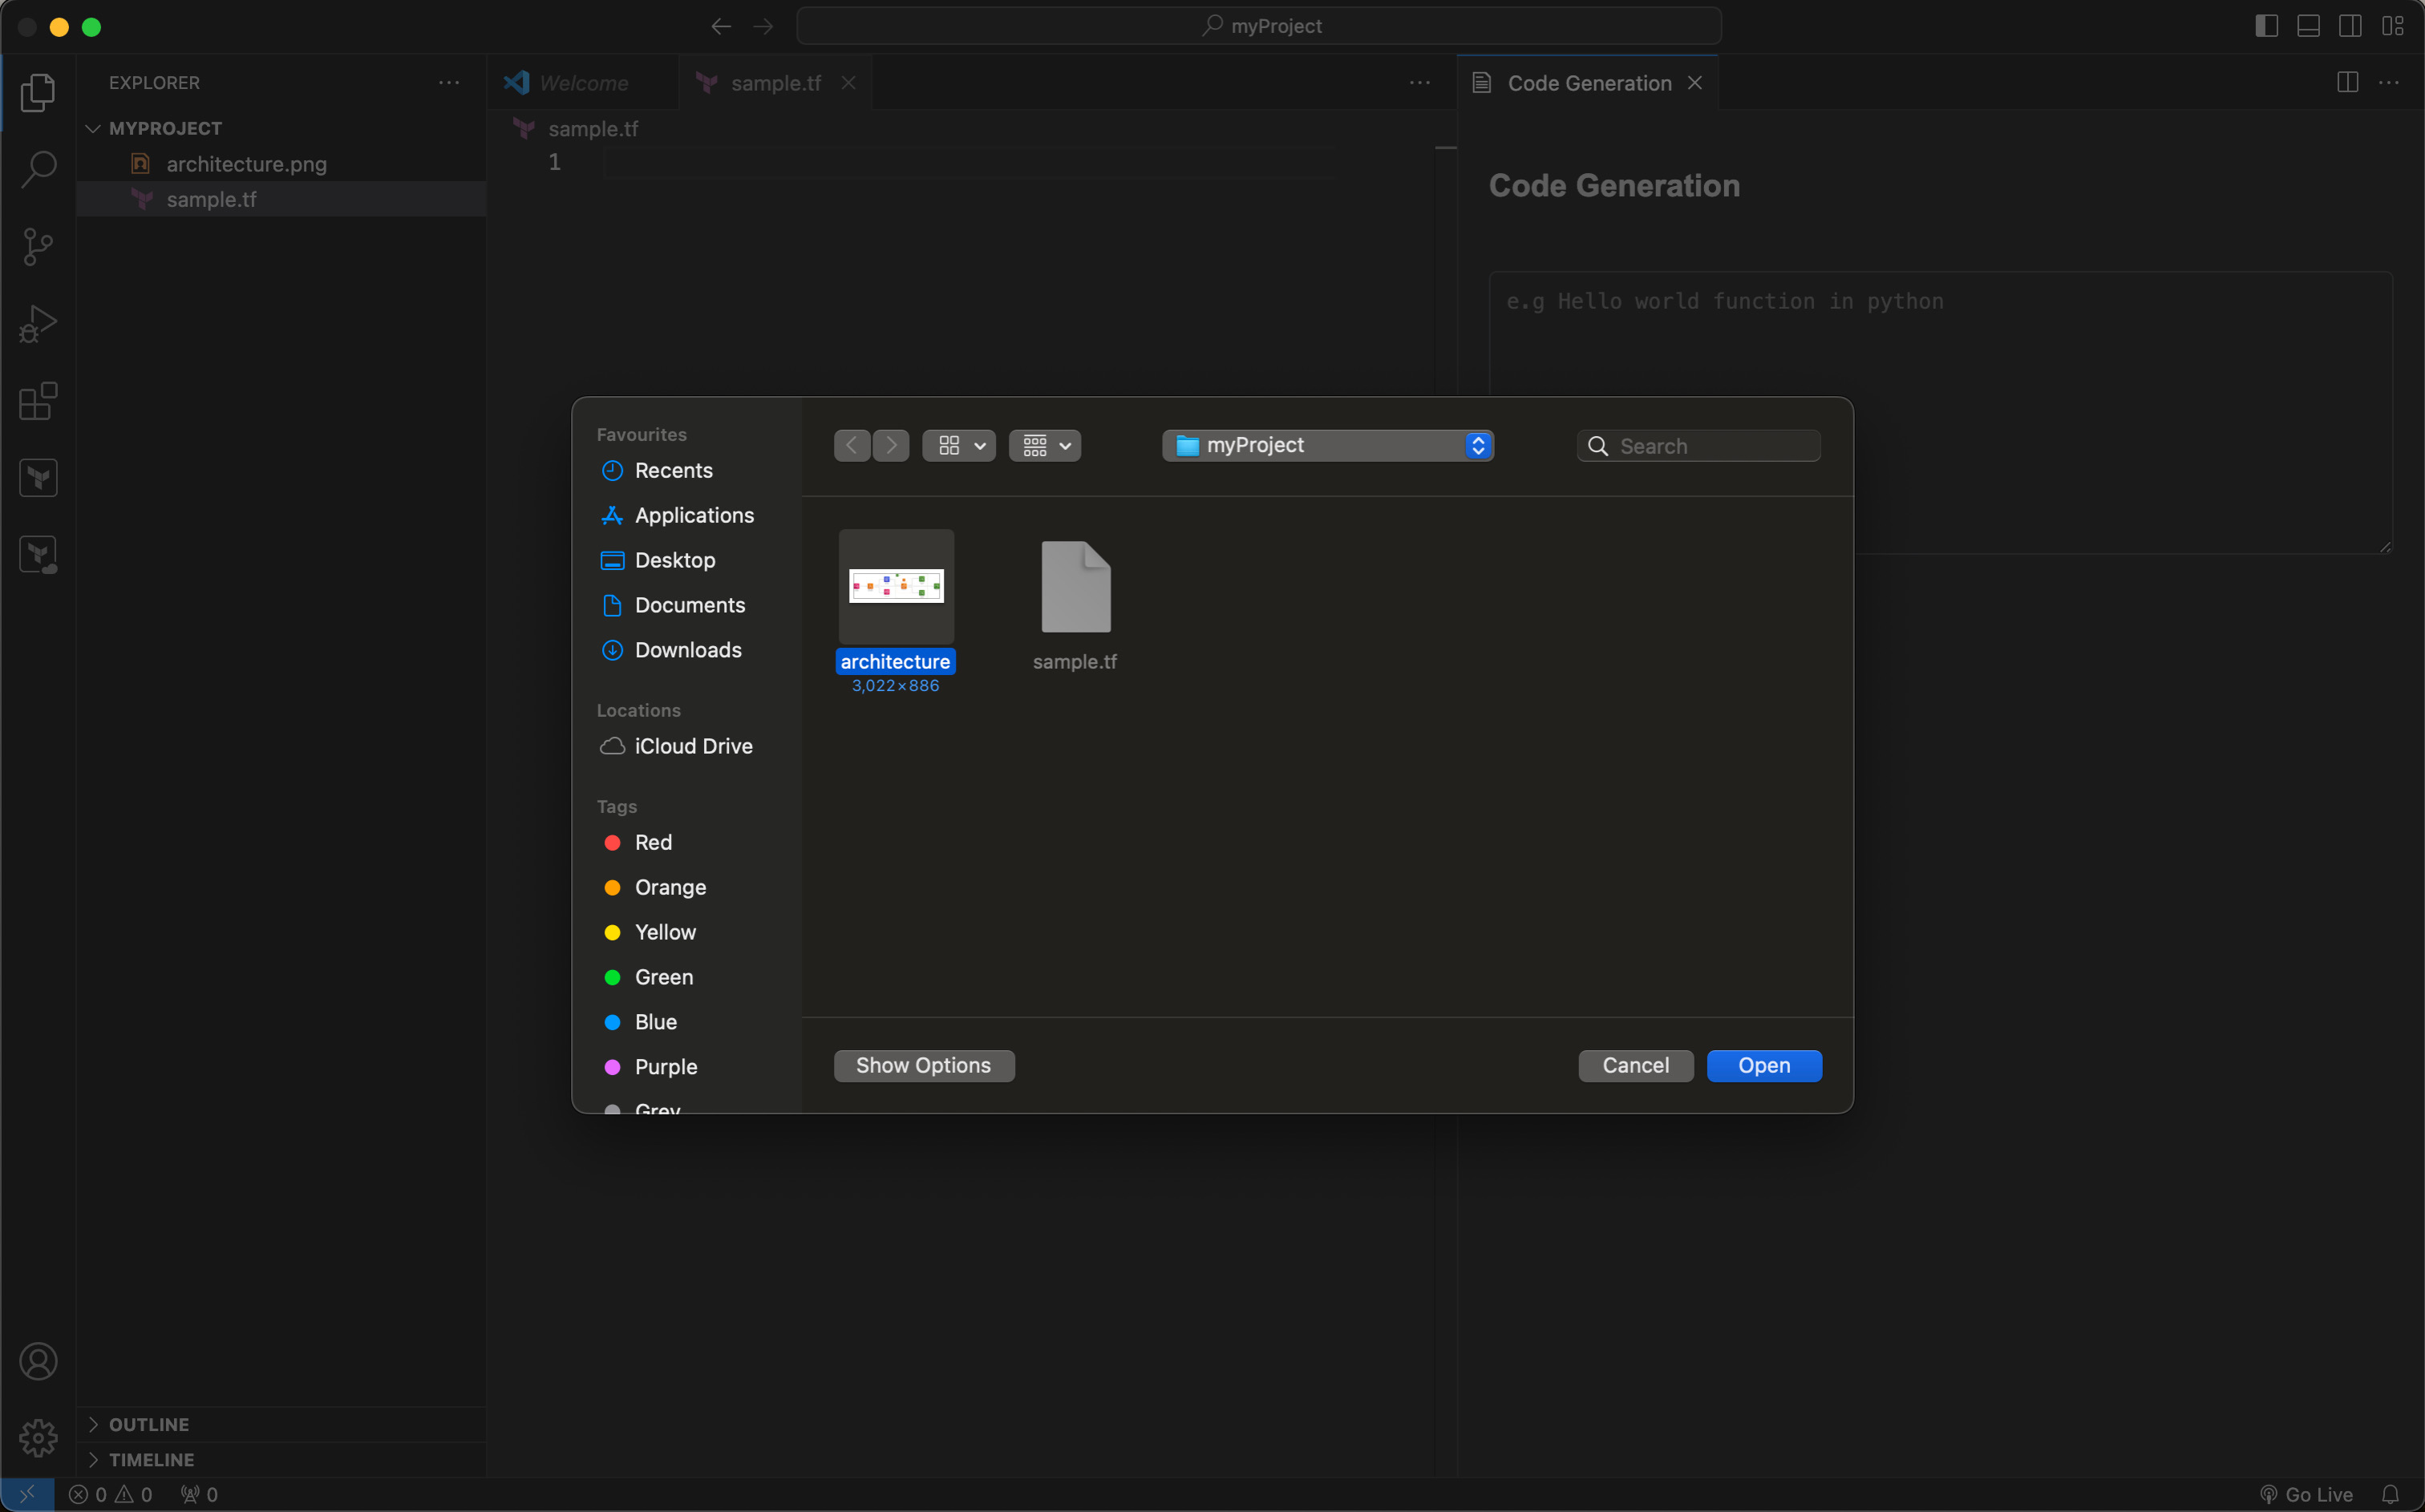 myProject
EXPLORER
MYPROJECT
architecture.png
sample.tf
OUTLINE
TIMELINE
Welcome
sample.tf
sample.tf
1
Code Generation
Code Generation
e.g Hello world function in python
Favourites
Recents
Applications
Desktop
Documents
Downloads
Locations
iCloud Drive
Tags
Red
Orange
Yellow
Green
Blue
Purple
Grey
myProject
Search
architecture
3,022×886
sample.tf
Show Options
Cancel
Open
0 0 0
Go Live